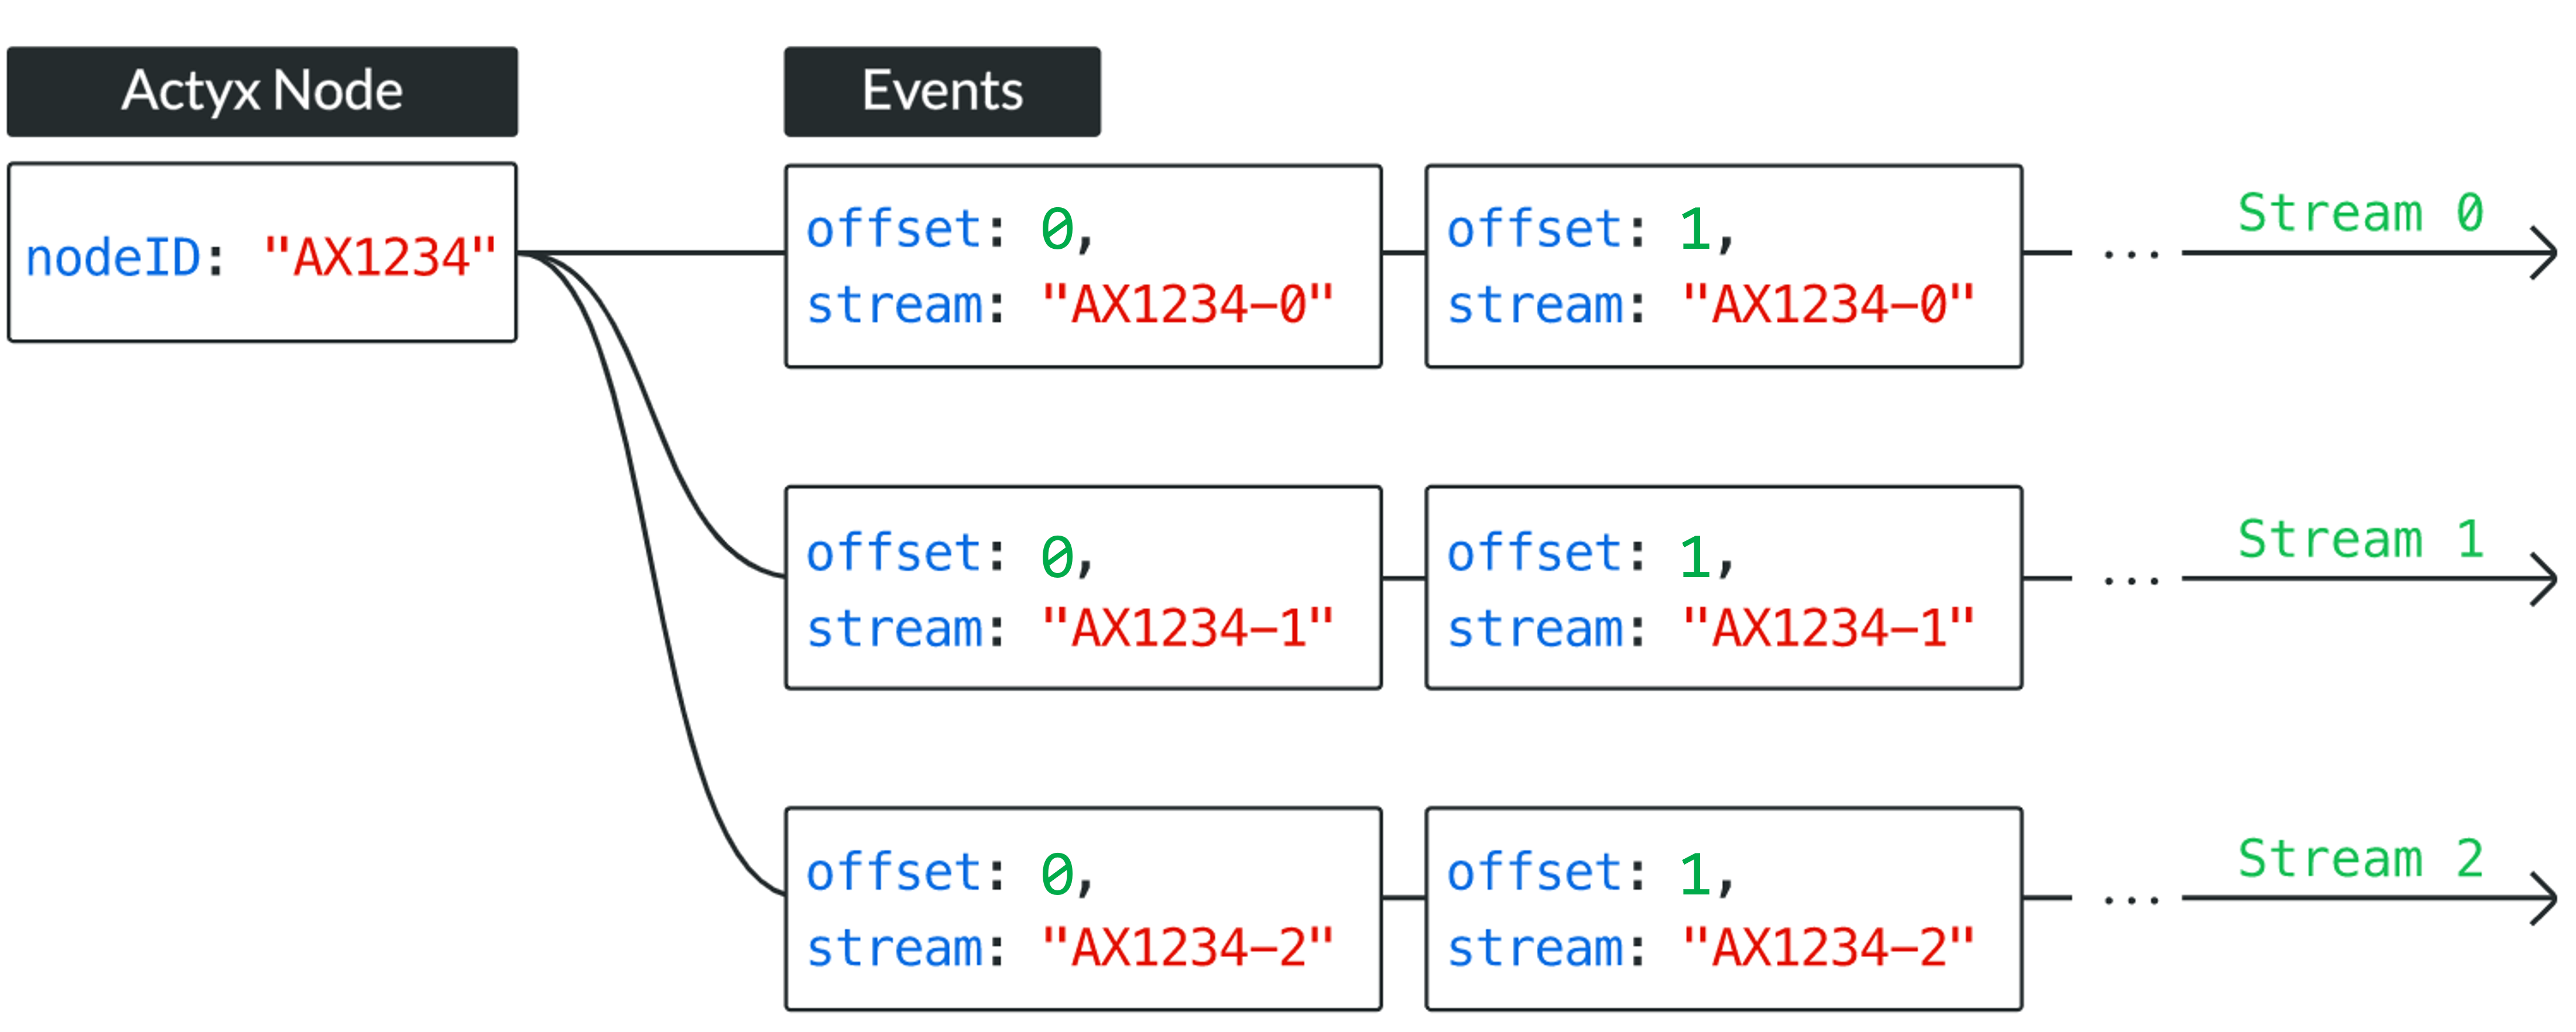 Actyx Node
Events
nodeID: "AX1234"
offset: 0,
stream: "AX1234-0"
offset: 1,
stream: "AX1234-0"
... Stream 0
offset: 0,
stream: "AX1234-1"
offset: 1,
stream: "AX1234-1"
... Stream 1
offset: 0,
stream: "AX1234-2"
offset: 1,
stream: "AX1234-2"
... Stream 2